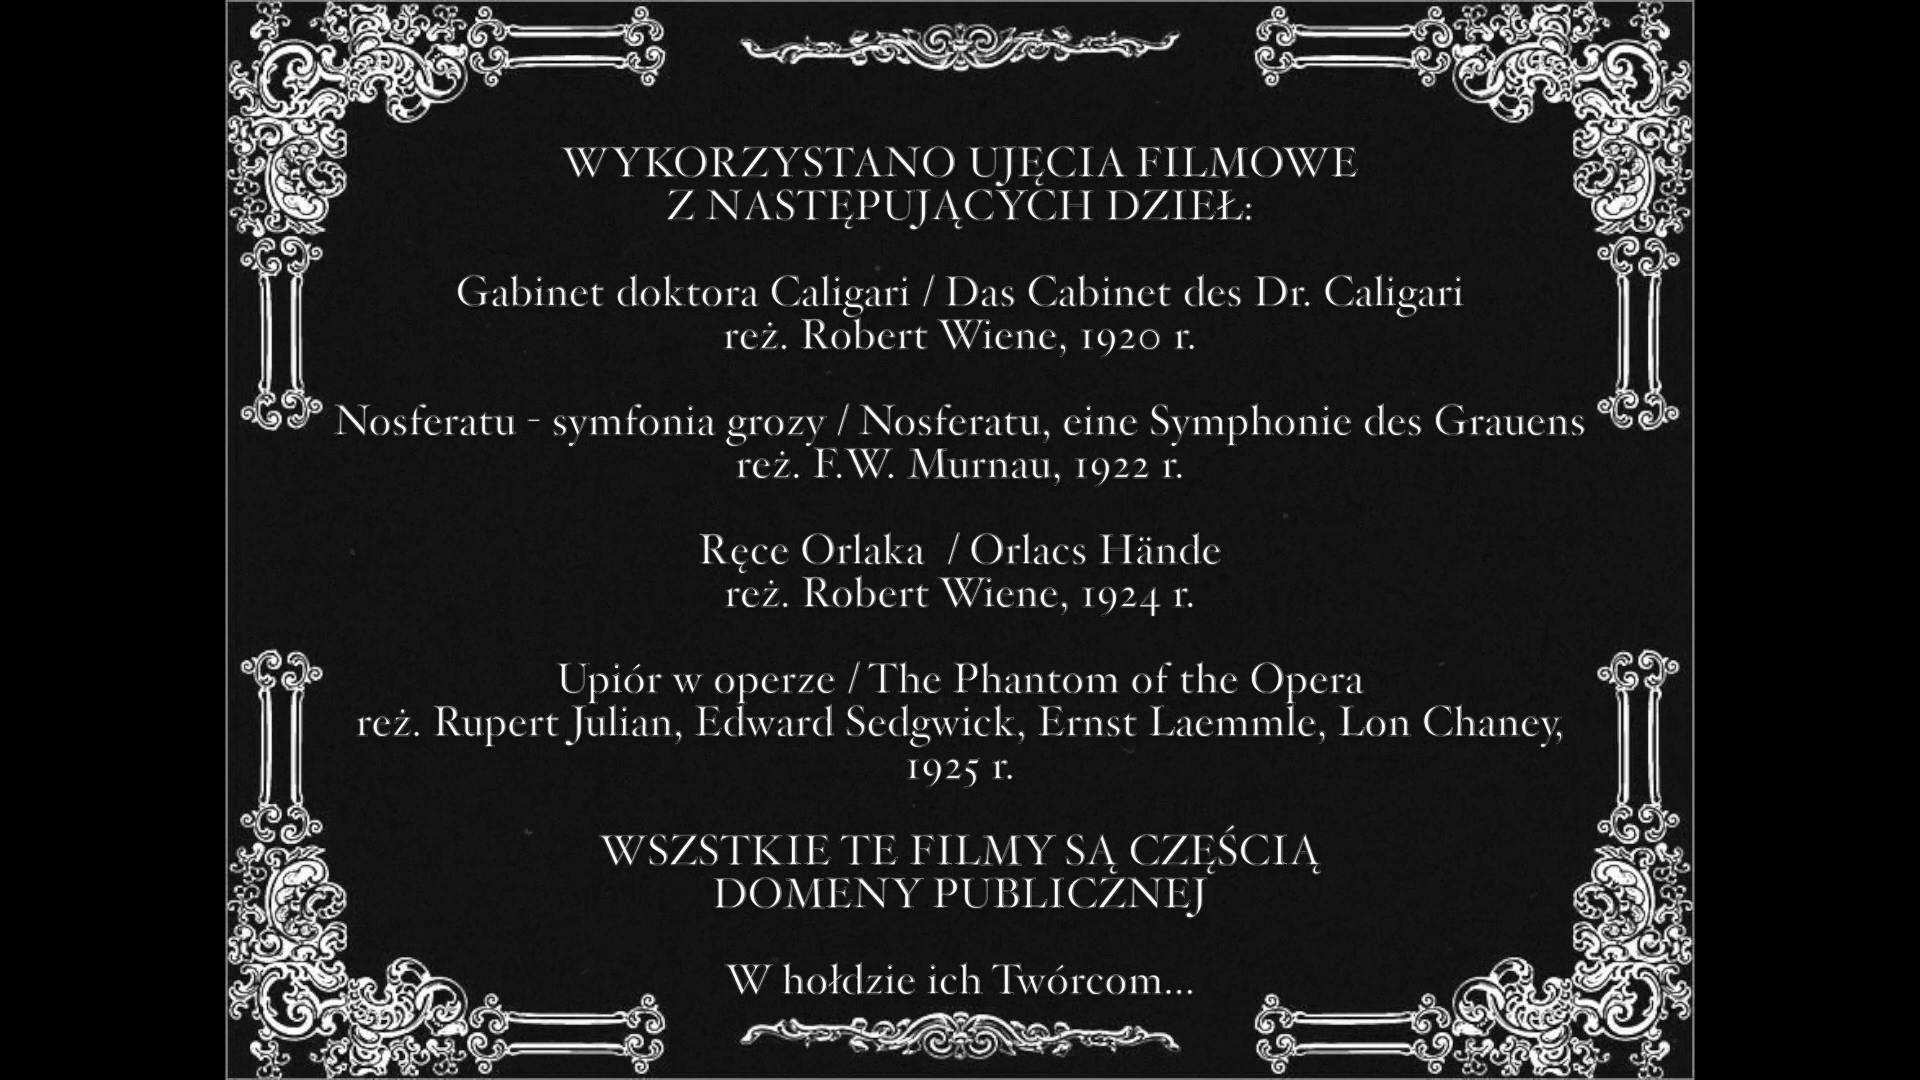 WYKORZYSTANO UJĘCIA FILMOWE
Z NASTĘPUJĄCYCH DZIEŁ:
Gabinet doktora Caligari / Das Cabinet des Dr. Caligari
reż. Robert Wiene, 1920 r.
Nosferatu - symfonia grozy / Nosferatu, eine Symphonie des Grauens
reż. F.W. Murnau, 1922 r.
Ręce Orlaka / Orlacs Hände
reż. Robert Wiene, 1924 r.
Upiór w operze / The Phantom of the Opera
reż. Rupert Julian, Edward Sedgwick, Ernst Laemmle, Lon Chaney,
1925 r.
WSZSTKIE TE FILMY SĄ CZĘŚCIĄ
DOMENY PUBLICZNEJ
W hołdzie ich Twórcom...